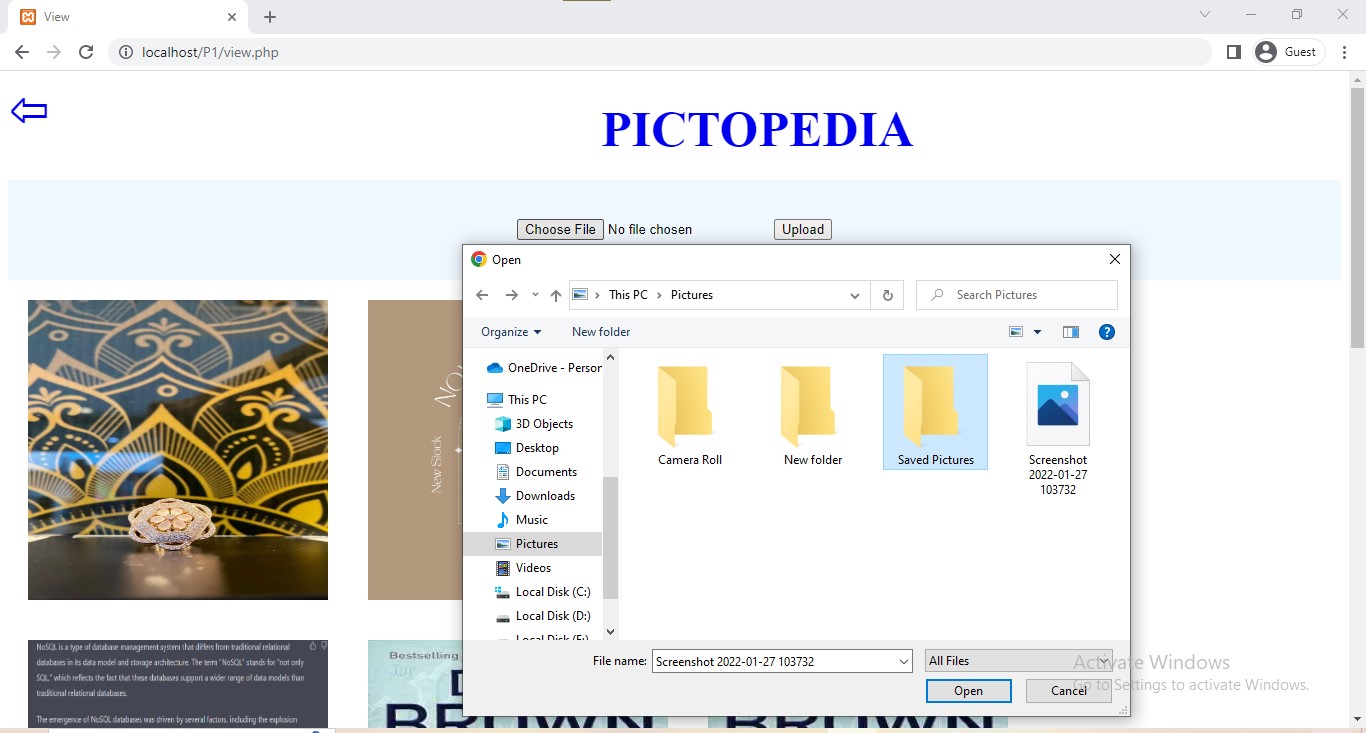 View
localhost/P1/view.php
Guest
PICTOPEDIA
Choose File No file chosen Upload
Open
This PC Pictures
Search Pictures
Organize New folder
OneDrive - Person
This PC
3D Objects
Desktop
Documents
Downloads
Music
Pictures
Videos
Local Disk (C:)
Local Disk (D:)
Local Disk (E:)
Camera Roll
New folder
Saved Pictures
Screenshot
2022-01-27
103732
File name: Screenshot 2022-01-27 103732 All Files
Open Cancel
Activate Windows
Go to Settings to activate Windows.
New Stock
NoSQL is a type of database management system that differs from traditional relational
databases in its data model and storage architecture. The term "NoSQL" stands for "not only
SQL," which reflects the fact that these databases support a wider range of data models than
traditional relational databases.
The emergence of NoSQL databases was driven by several factors, including the explosion
Bestselling
BROWN
BROWN